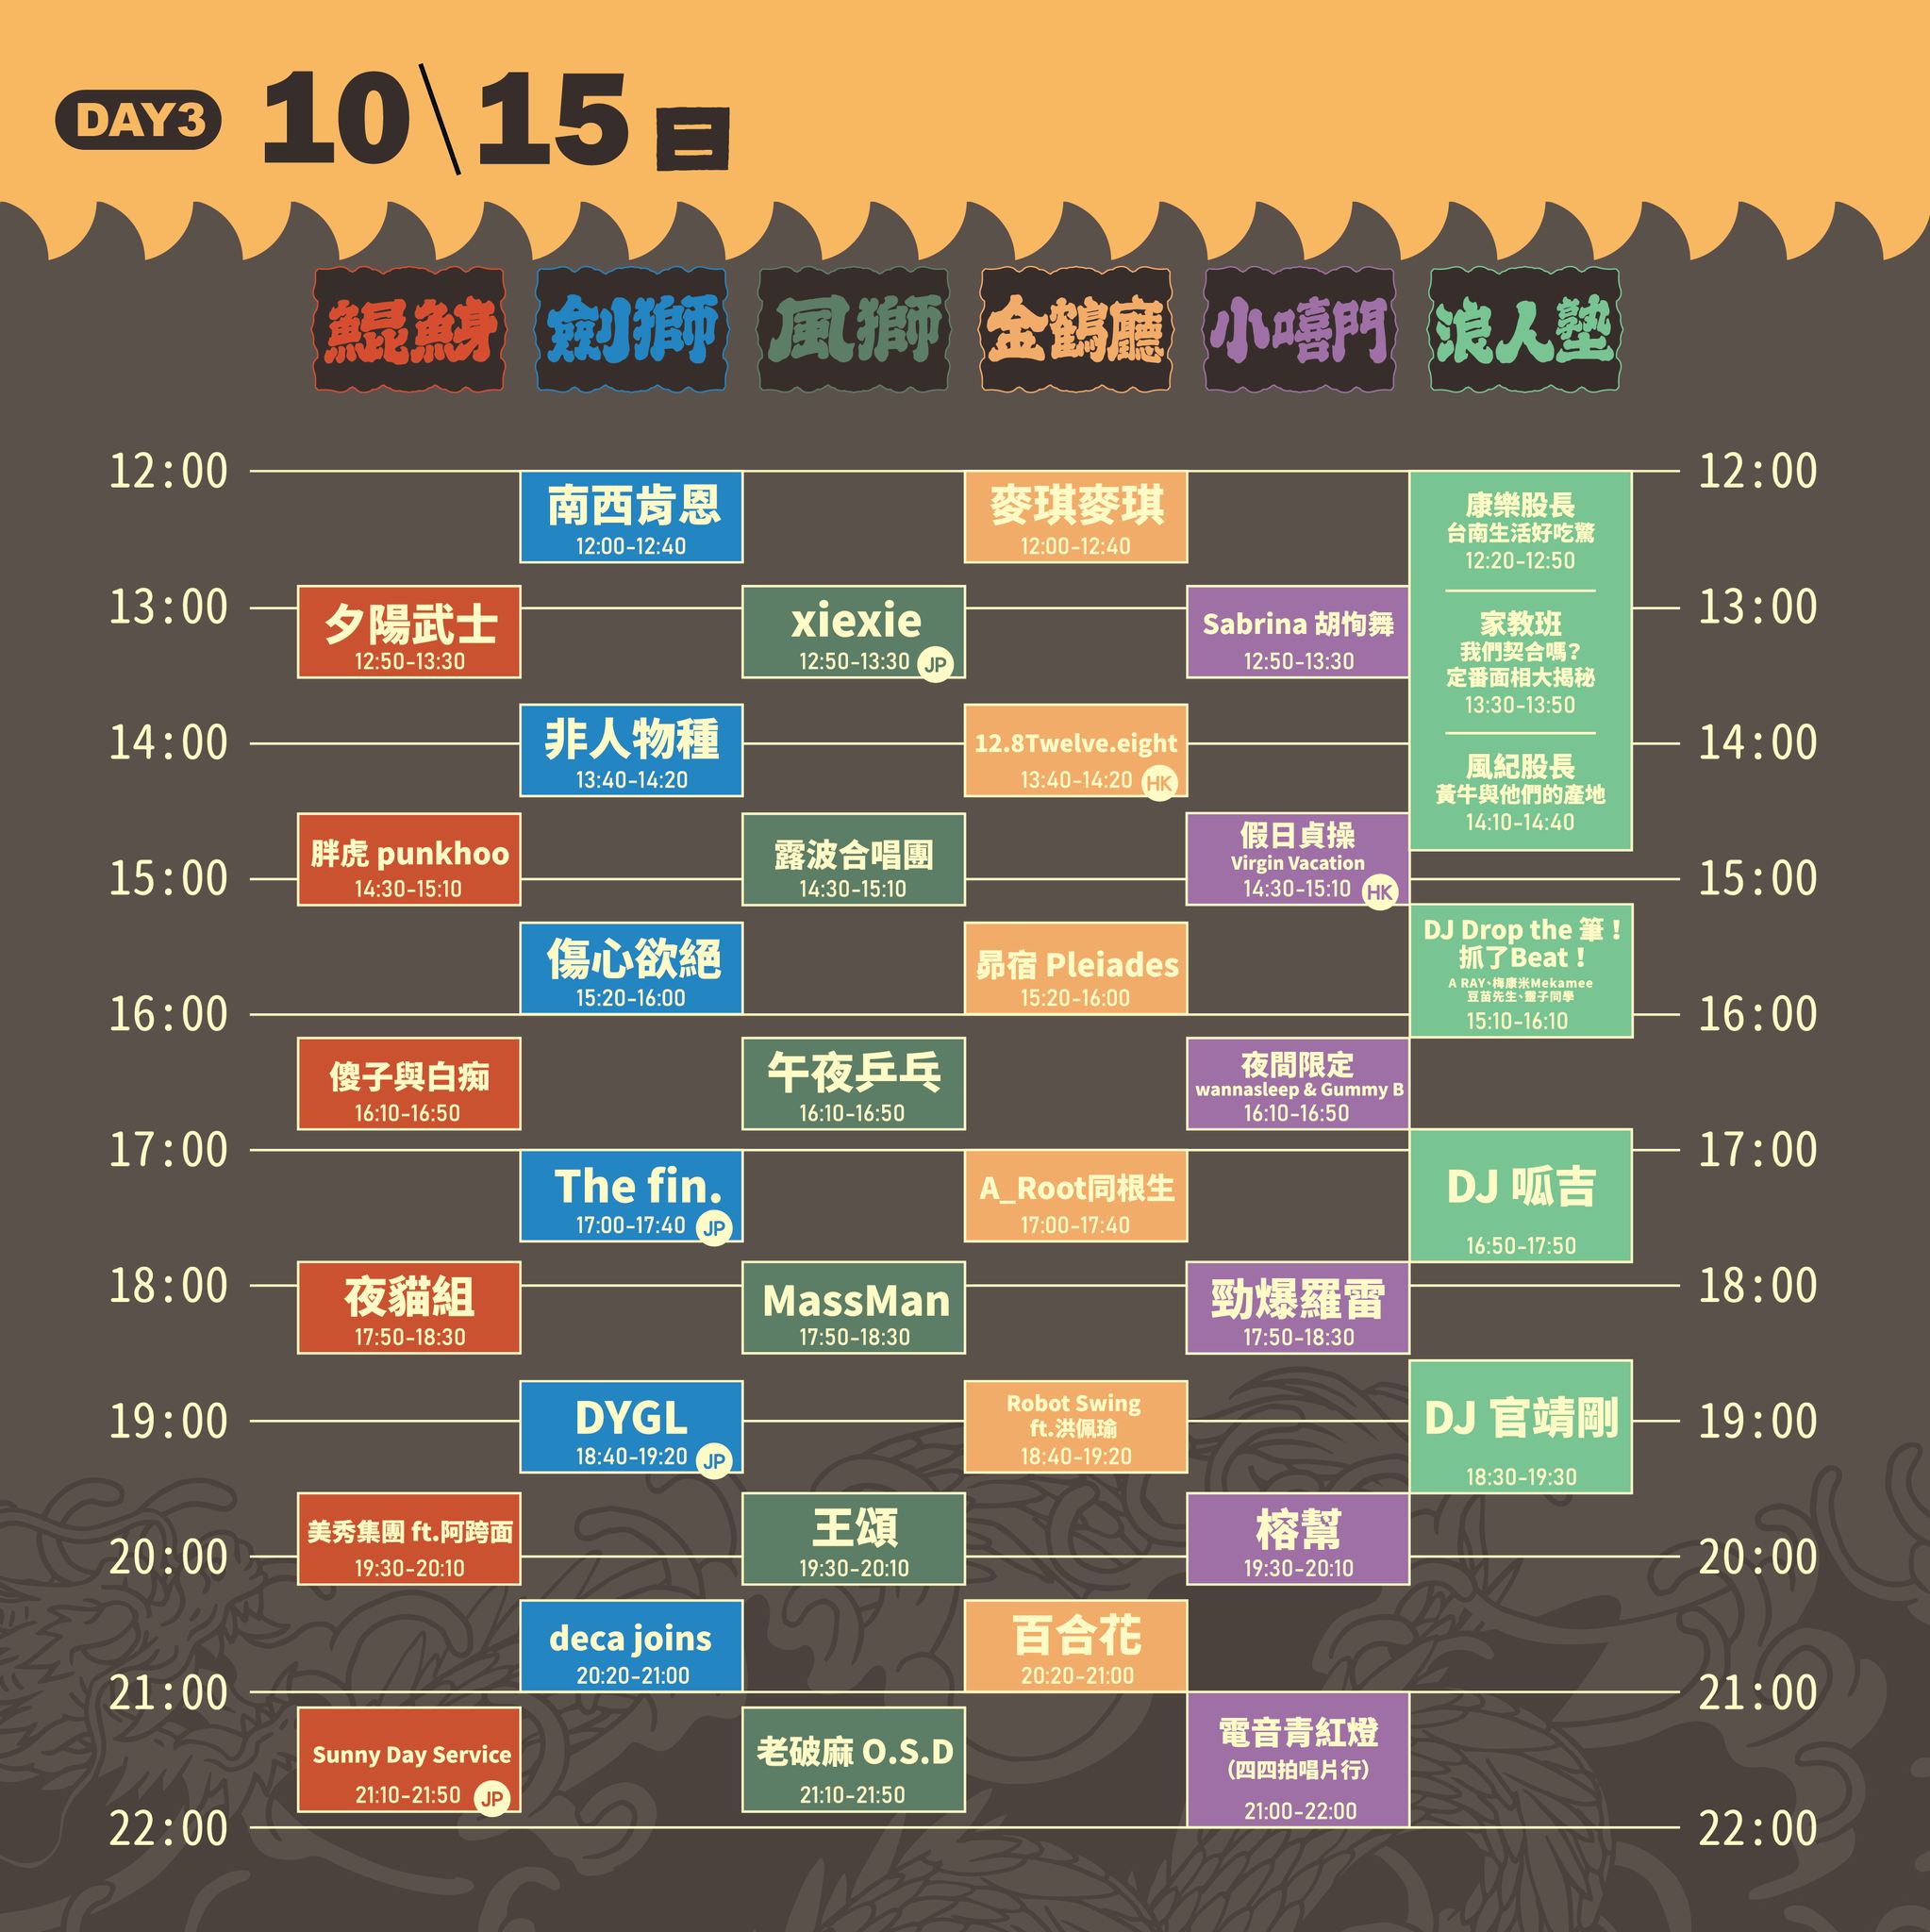 DAY3 10\15 日
鯤鯓 劍獅 風獅 金鶴廳 小嘻門 浪人塾
12:00 12:00
南西肯恩
12:00-12:40
麥琪麥琪
12:00-12:40
康樂股長
台南生活好吃驚
12:20-12:50
13:00 13:00
夕陽武士
12:50-13:30
xiexie
12:50-13:30 JP
Sabrina 胡恂舞
12:50-13:30
家教班
我們契合嗎？
定番面相大揭秘
13:30-13:50
14:00 14:00
非人物種
13:40-14:20
12.8Twelve.eight
13:40-14:20 HK
風紀股長
黃牛與他們的產地
14:10-14:40
15:00 15:00
胖虎 punkhoo
14:30-15:10
露波合唱團
14:30-15:10
假日貞操
Virgin Vacation
14:30-15:10 HK
DJ Drop the 筆！
抓了Beat！
A RAY、梅康米Mekamee
豆苗先生、靈子同學
15:10-16:10
傷心欲絕
15:20-16:00
昴宿 Pleiades
15:20-16:00
16:00 16:00
傻子與白痴
16:10-16:50
午夜乒乓
16:10-16:50
夜間限定
wannasleep & Gummy B
16:10-16:50
17:00 17:00
The fin.
17:00-17:40 JP
A_Root同根生
17:00-17:40
DJ 呱吉
16:50-17:50
18:00 18:00
夜貓組
17:50-18:30
MassMan
17:50-18:30
勁爆羅雷
17:50-18:30
19:00 19:00
DYGL
18:40-19:20 JP
Robot Swing
ft.洪佩瑜
18:40-19:20
DJ 官靖剛
18:30-19:30
20:00 20:00
美秀集團 ft.阿跨面
19:30-20:10
王頌
19:30-20:10
榕幫
19:30-20:10
deca joins
20:20-21:00
百合花
20:20-21:00
21:00 21:00
Sunny Day Service
21:10-21:50 JP
老破麻 O.S.D
21:10-21:50
電音青紅燈
（四四拍唱片行）
21:00-22:00
22:00 22:00